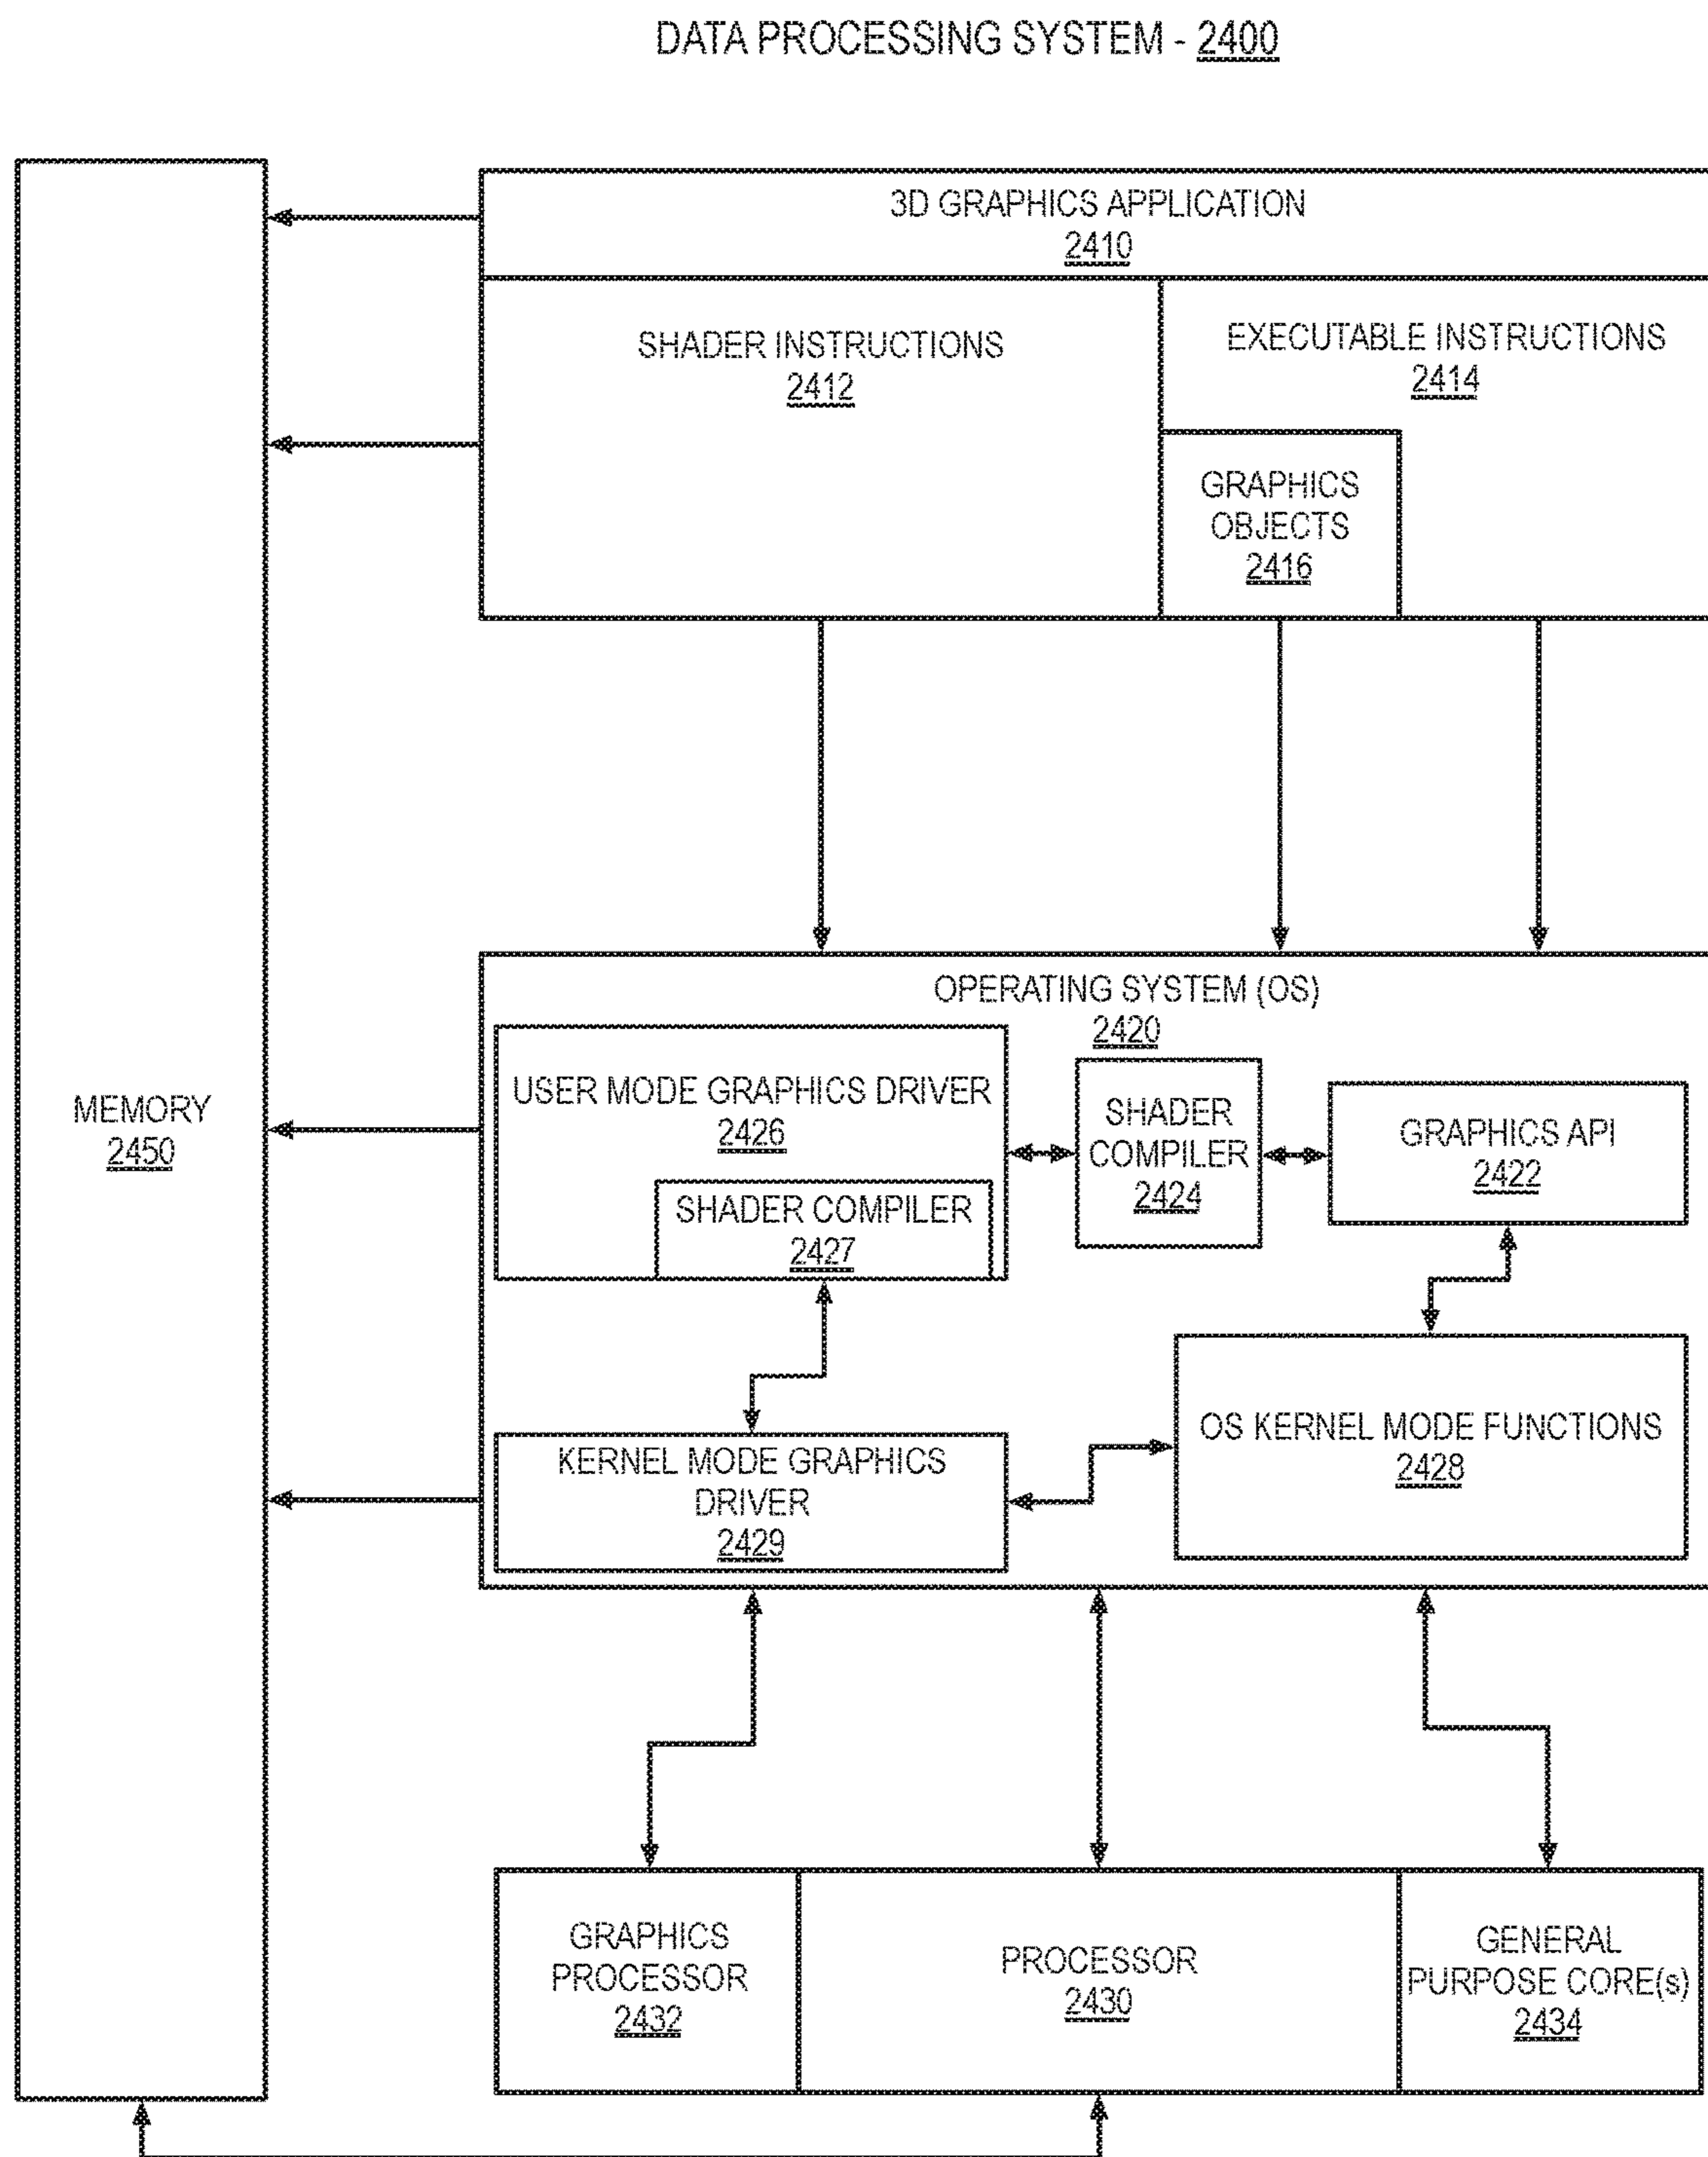 DATA PROCESSING SYSTEM - 2400
3D GRAPHICS APPLICATION
2410
SHADER INSTRUCTIONS
2412
EXECUTABLE INSTRUCTIONS
2414
GRAPHICS
OBJECTS
2416
MEMORY
2450
OPERATING SYSTEM (OS)
2420
USER MODE GRAPHICS DRIVER
2426
SHADER COMPILER
2427
SHADER
COMPILER
2424
GRAPHICS API
2422
KERNEL MODE GRAPHICS
DRIVER
2429
OS KERNEL MODE FUNCTIONS
2428
GRAPHICS
PROCESSOR
2432
PROCESSOR
2430
GENERAL
PURPOSE CORE(s)
2434